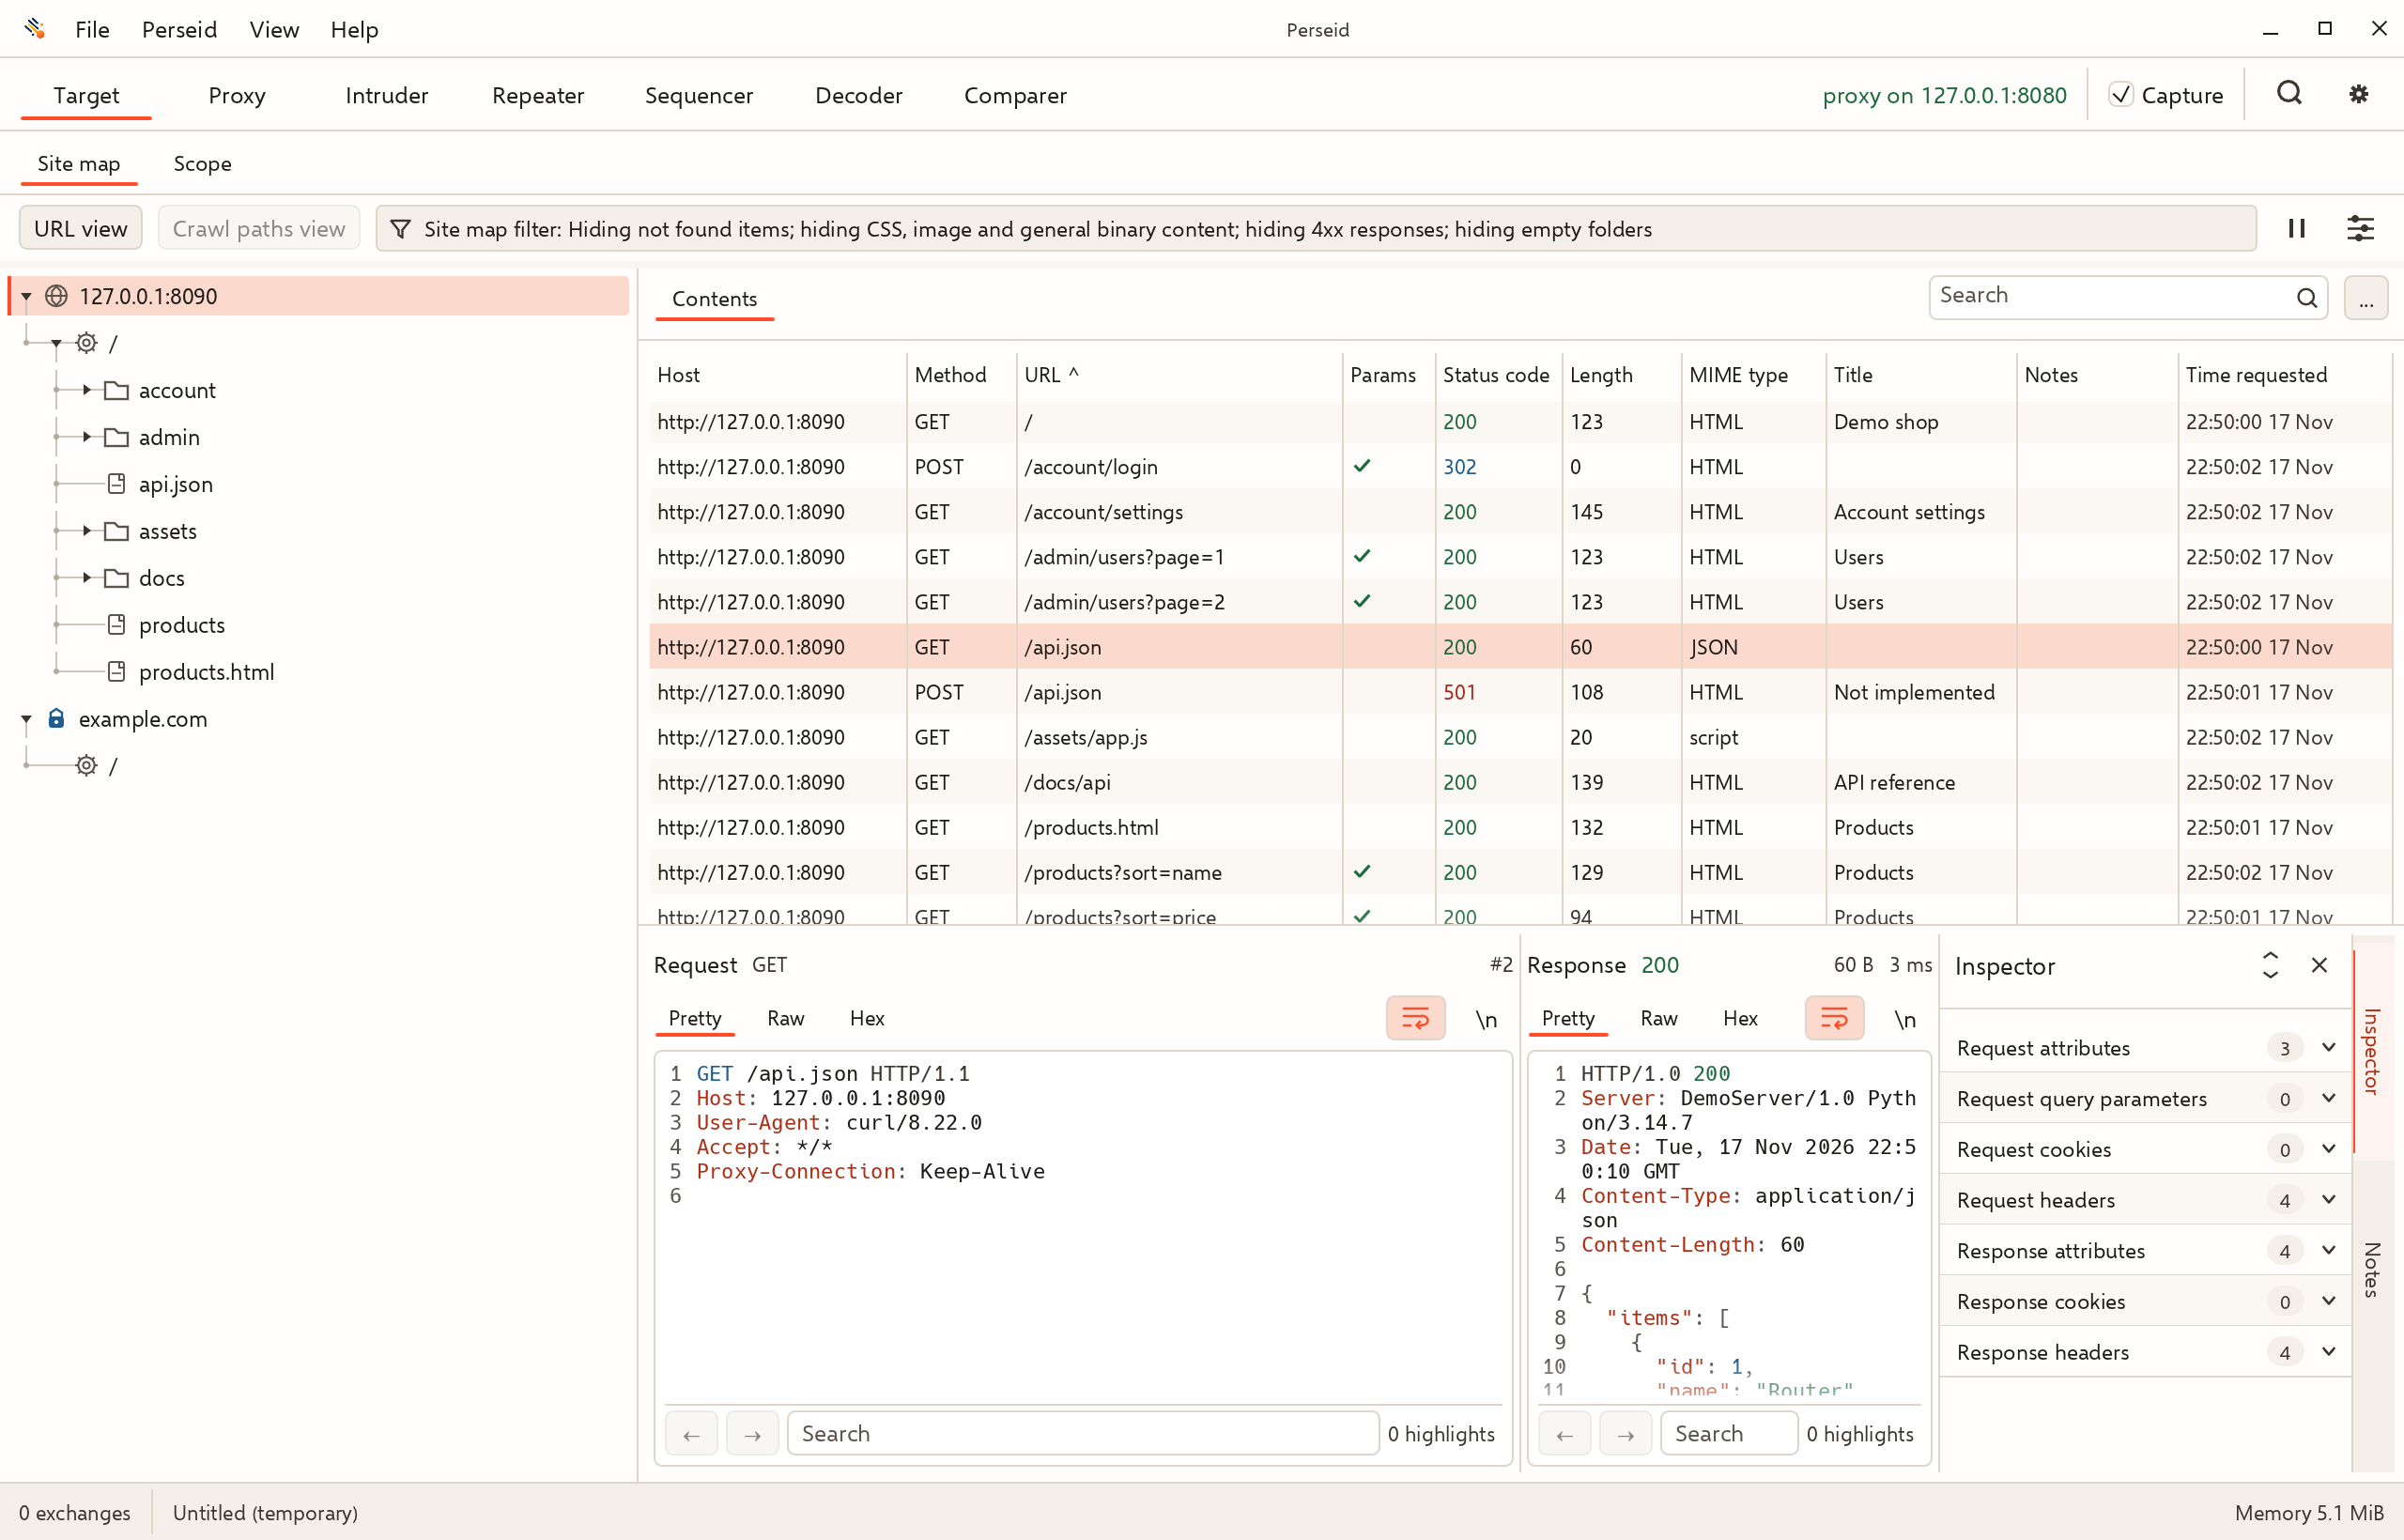 File Perseid View Help Perseid
Target Proxy Intruder Repeater Sequencer Decoder Comparer proxy on 127.0.0.1:8080 Capture
Site map Scope
URL view Crawl paths view Site map filter: Hiding not found items; hiding CSS, image and general binary content; hiding 4xx responses; hiding empty folders
127.0.0.1:8090
/
account
admin
api.json
assets
docs
products
products.html
example.com
/
Contents Search ...
Host Method URL ^ Params Status code Length MIME type Title Notes Time requested
http://127.0.0.1:8090 GET / 200 123 HTML Demo shop 22:50:00 17 Nov
http://127.0.0.1:8090 POST /account/login 302 0 HTML 22:50:02 17 Nov
http://127.0.0.1:8090 GET /account/settings 200 145 HTML Account settings 22:50:02 17 Nov
http://127.0.0.1:8090 GET /admin/users?page=1 200 123 HTML Users 22:50:02 17 Nov
http://127.0.0.1:8090 GET /admin/users?page=2 200 123 HTML Users 22:50:02 17 Nov
http://127.0.0.1:8090 GET /api.json 200 60 JSON 22:50:00 17 Nov
http://127.0.0.1:8090 POST /api.json 501 108 HTML Not implemented 22:50:01 17 Nov
http://127.0.0.1:8090 GET /assets/app.js 200 20 script 22:50:02 17 Nov
http://127.0.0.1:8090 GET /docs/api 200 139 HTML API reference 22:50:02 17 Nov
http://127.0.0.1:8090 GET /products.html 200 132 HTML Products 22:50:01 17 Nov
http://127.0.0.1:8090 GET /products?sort=name 200 129 HTML Products 22:50:02 17 Nov
http://127.0.0.1:8090 GET /products?sort=price 200 94 HTML Products 22:50:01 17 Nov
Request GET #2
Pretty Raw Hex \n
1 GET /api.json HTTP/1.1
2 Host: 127.0.0.1:8090
3 User-Agent: curl/8.22.0
4 Accept: */*
5 Proxy-Connection: Keep-Alive
6
← → Search 0 highlights
Response 200 60 B 3 ms
Pretty Raw Hex \n
1 HTTP/1.0 200
2 Server: DemoServer/1.0 Pyth
on/3.14.7
3 Date: Tue, 17 Nov 2026 22:5
0:10 GMT
4 Content-Type: application/j
son
5 Content-Length: 60
6
7 {
8 "items": [
9 {
10 "id": 1,
11 "name": "Router"
← → Search 0 highlights
Inspector
Request attributes 3
Request query parameters 0
Request cookies 0
Request headers 4
Response attributes 4
Response cookies 0
Response headers 4
Inspector
Notes
0 exchanges Untitled (temporary) Memory 5.1 MiB